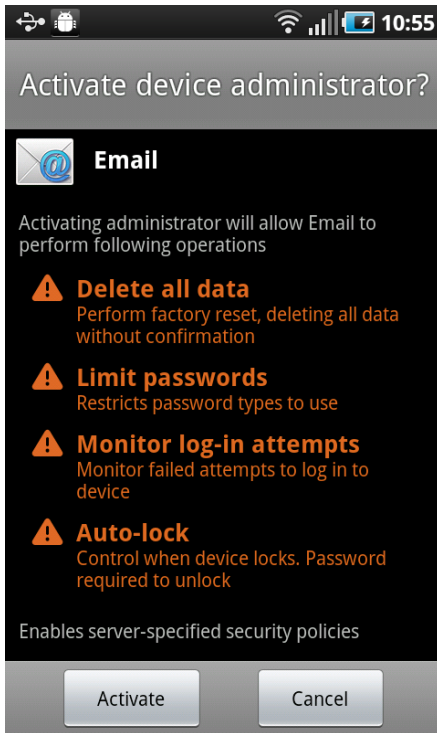 10:55
Activate device administrator?
Email
Activating administrator will allow Email to
perform following operations
Delete all data
Perform factory reset, deleting all data
without confirmation
Limit passwords
Restricts password types to use
Monitor log-in attempts
Monitor failed attempts to log in to
device
Auto-lock
Control when device locks. Password
required to unlock
Enables server-specified security policies
Activate
Cancel